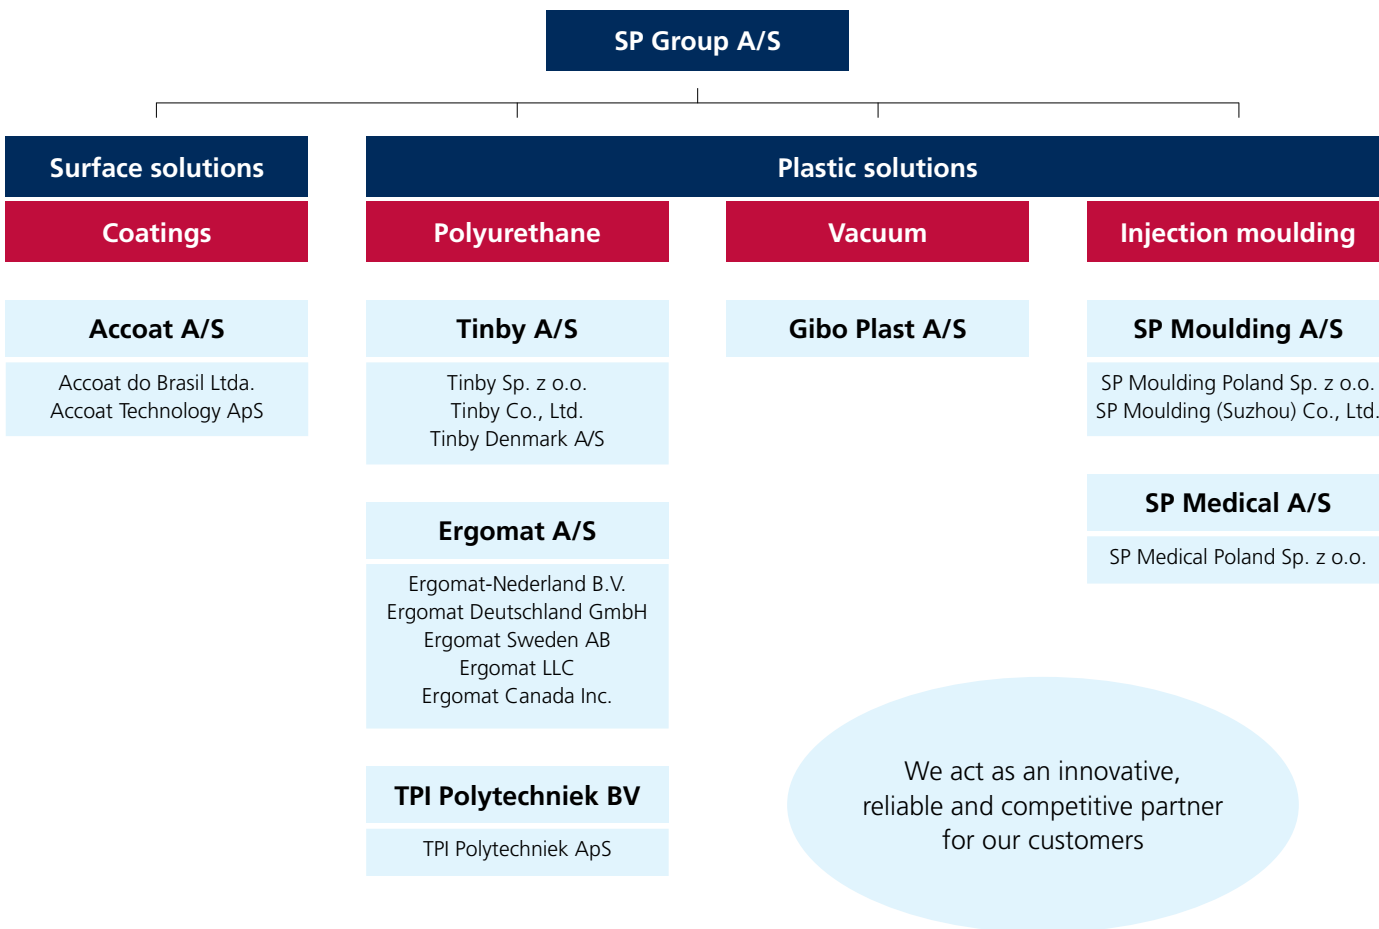 SP Group A/S
Surface solutions
Plastic solutions
Coatings
Polyurethane
Vacuum
Injection moulding
Accoat A/S
Accoat do Brasil Ltda.
Accoat Technology ApS
Tinby A/S
Tinby Sp. z o.o.
Tinby Co., Ltd.
Tinby Denmark A/S
Ergomat A/S
Ergomat-Nederland B.V.
Ergomat Deutschland GmbH
Ergomat Sweden AB
Ergomat LLC
Ergomat Canada Inc.
TPI Polytechniek BV
TPI Polytechniek ApS
Gibo Plast A/S
SP Moulding A/S
SP Moulding Poland Sp. z o.o.
SP Moulding (Suzhou) Co., Ltd.
SP Medical A/S
SP Medical Poland Sp. z o.o.
We act as an innovative,
reliable and competitive partner
for our customers